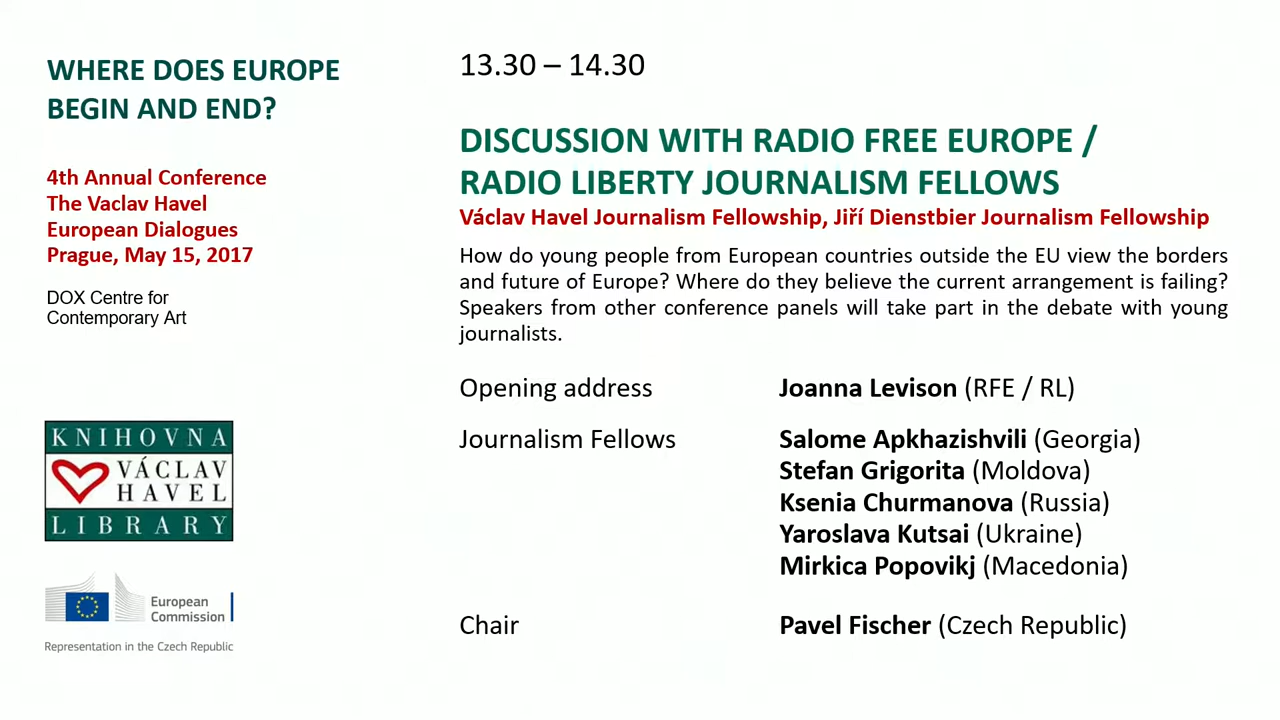 WHERE DOES EUROPE
BEGIN AND END?
4th Annual Conference
The Vaclav Havel
European Dialogues
Prague, May 15, 2017
DOX Centre for
Contemporary Art
KNIHOVNA
VÁCLAV
HAVEL
LIBRARY
European
Commission
Representation in the Czech Republic
13.30 – 14.30
DISCUSSION WITH RADIO FREE EUROPE /
RADIO LIBERTY JOURNALISM FELLOWS
Václav Havel Journalism Fellowship, Jiří Dienstbier Journalism Fellowship
How do young people from European countries outside the EU view the borders
and future of Europe? Where do they believe the current arrangement is failing?
Speakers from other conference panels will take part in the debate with young
journalists.
Opening address Joanna Levison (RFE / RL)
Journalism Fellows Salome Apkhazishvili (Georgia)
Stefan Grigorita (Moldova)
Ksenia Churmanova (Russia)
Yaroslava Kutsai (Ukraine)
Mirkica Popovikj (Macedonia)
Chair Pavel Fischer (Czech Republic)